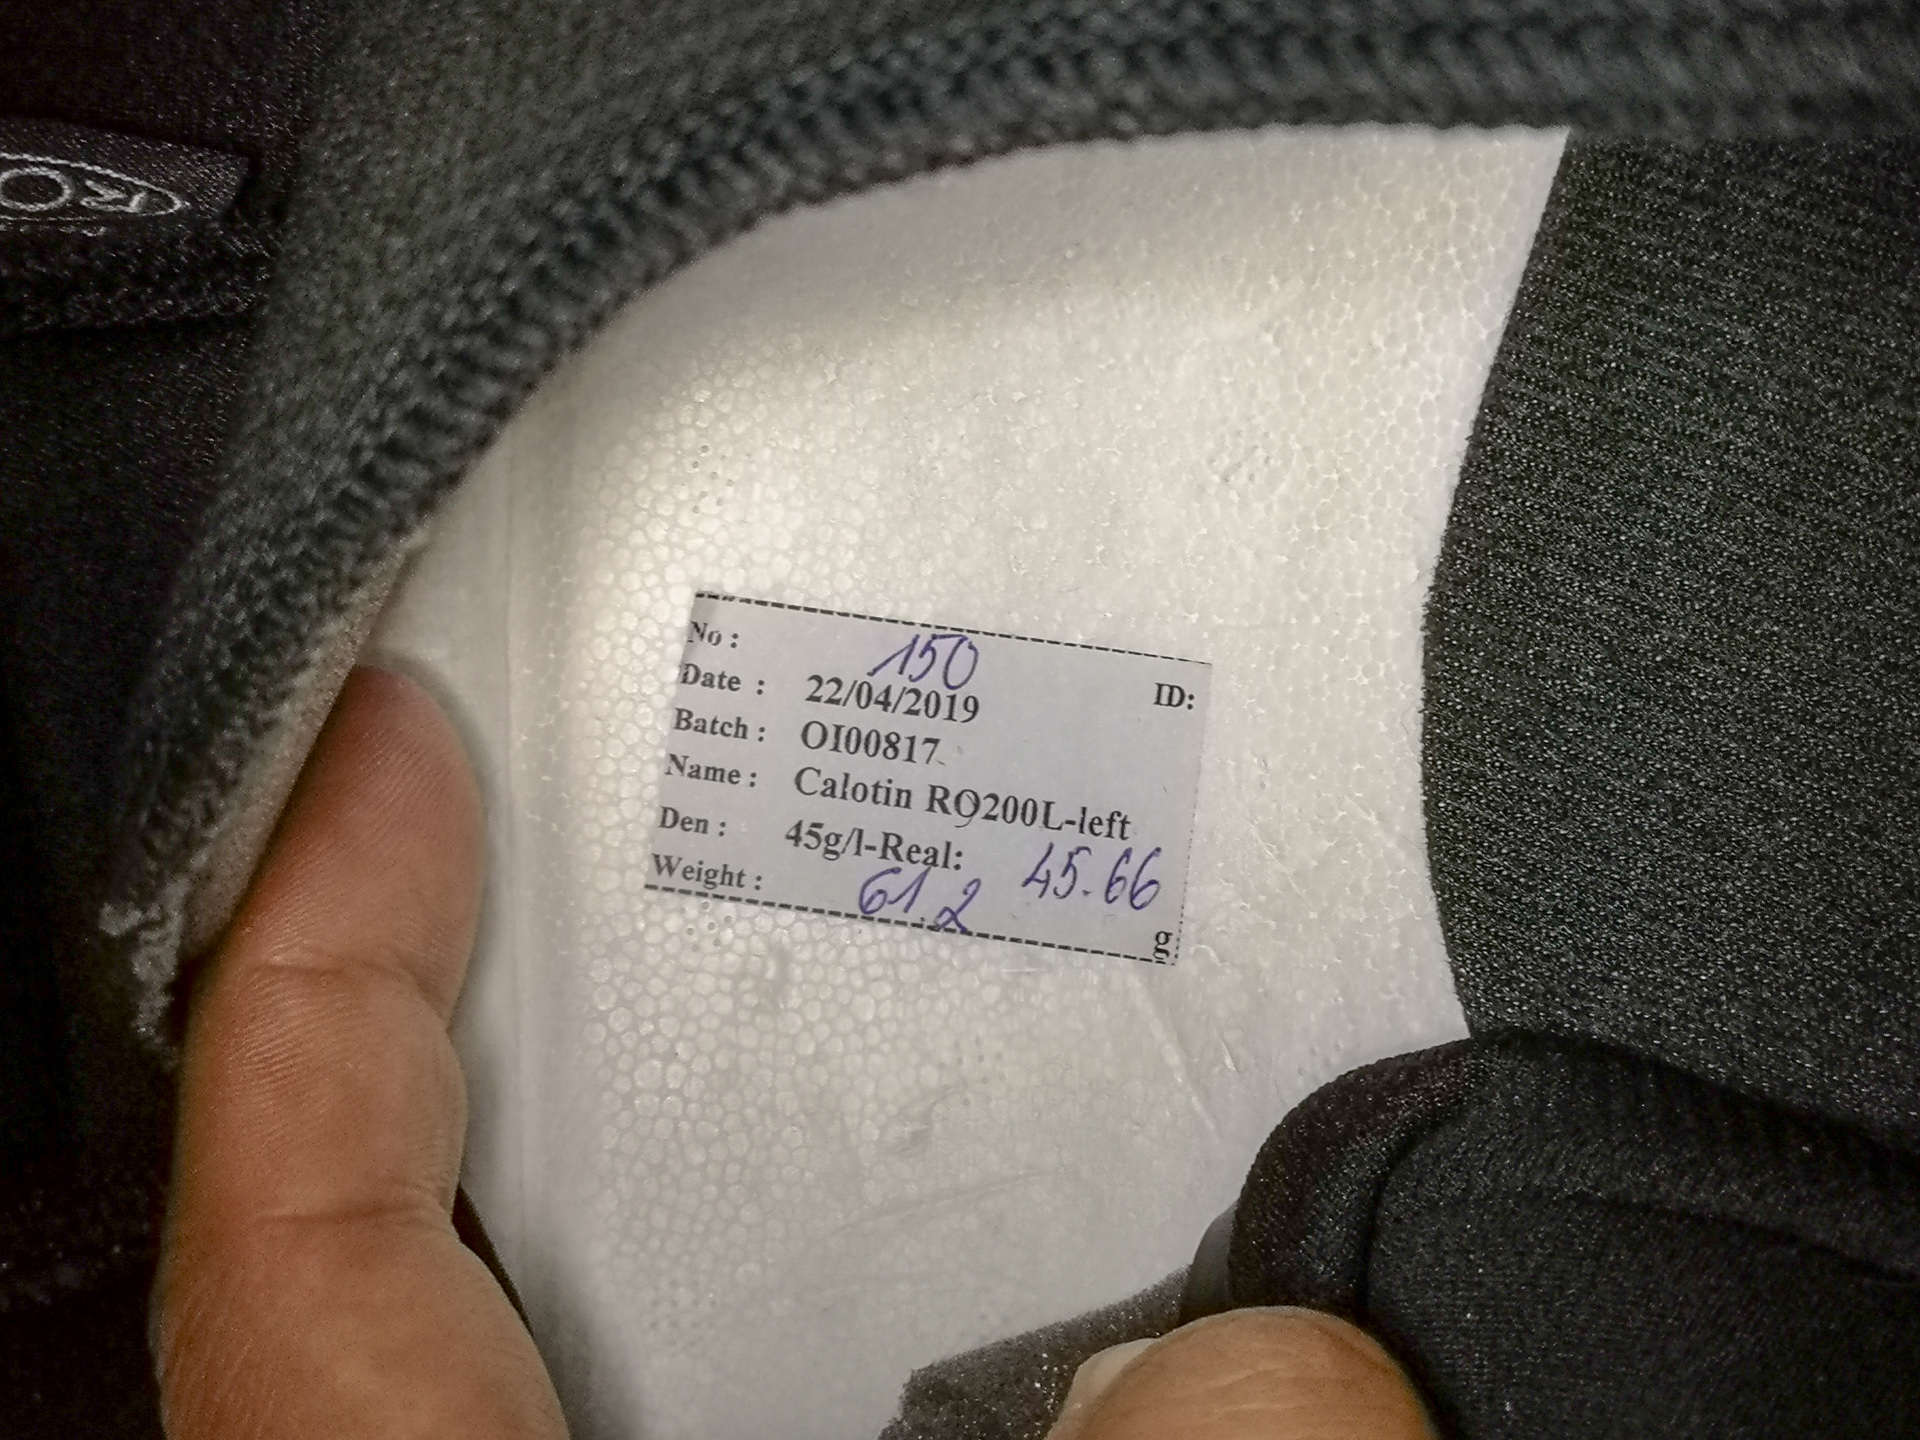 RO
No : 150
Date : 22/04/2019 ID:
Batch : OI00817
Name : Calotin RO200L-left
Den : 45g/l-Real: 45.66
Weight : 61.2 g